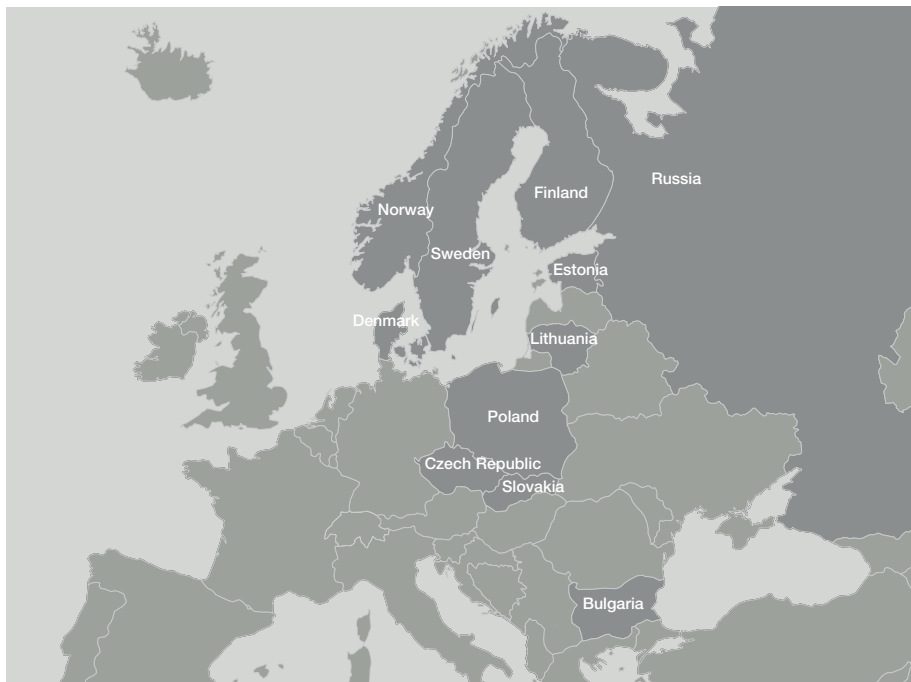 Russia
Finland
Norway
Sweden
Estonia
Denmark
Lithuania
Poland
Czech Republic
Slovakia
Bulgaria